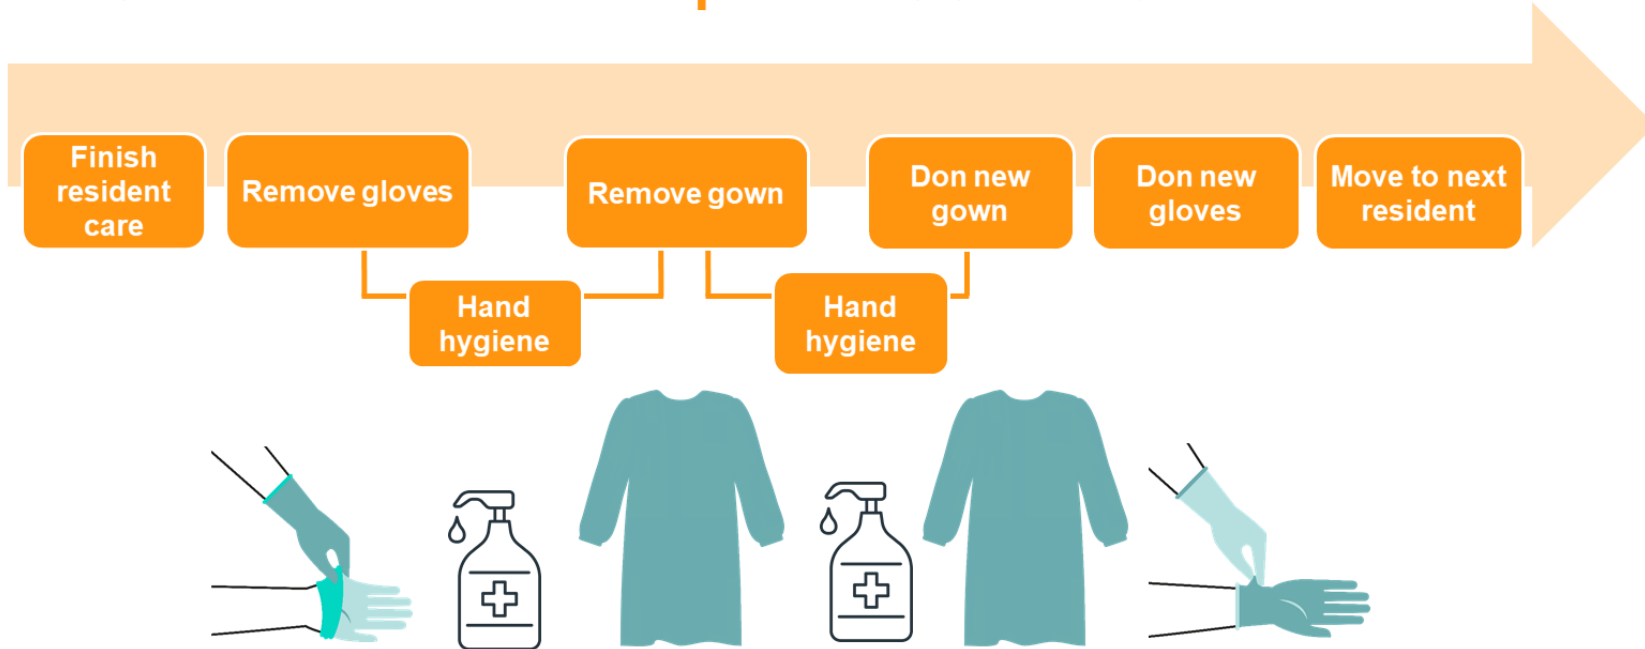 Finish
resident
care
Remove gloves
Hand
hygiene
Remove gown
Hand
hygiene
Don new
gown
Don new
gloves
Move to next
resident